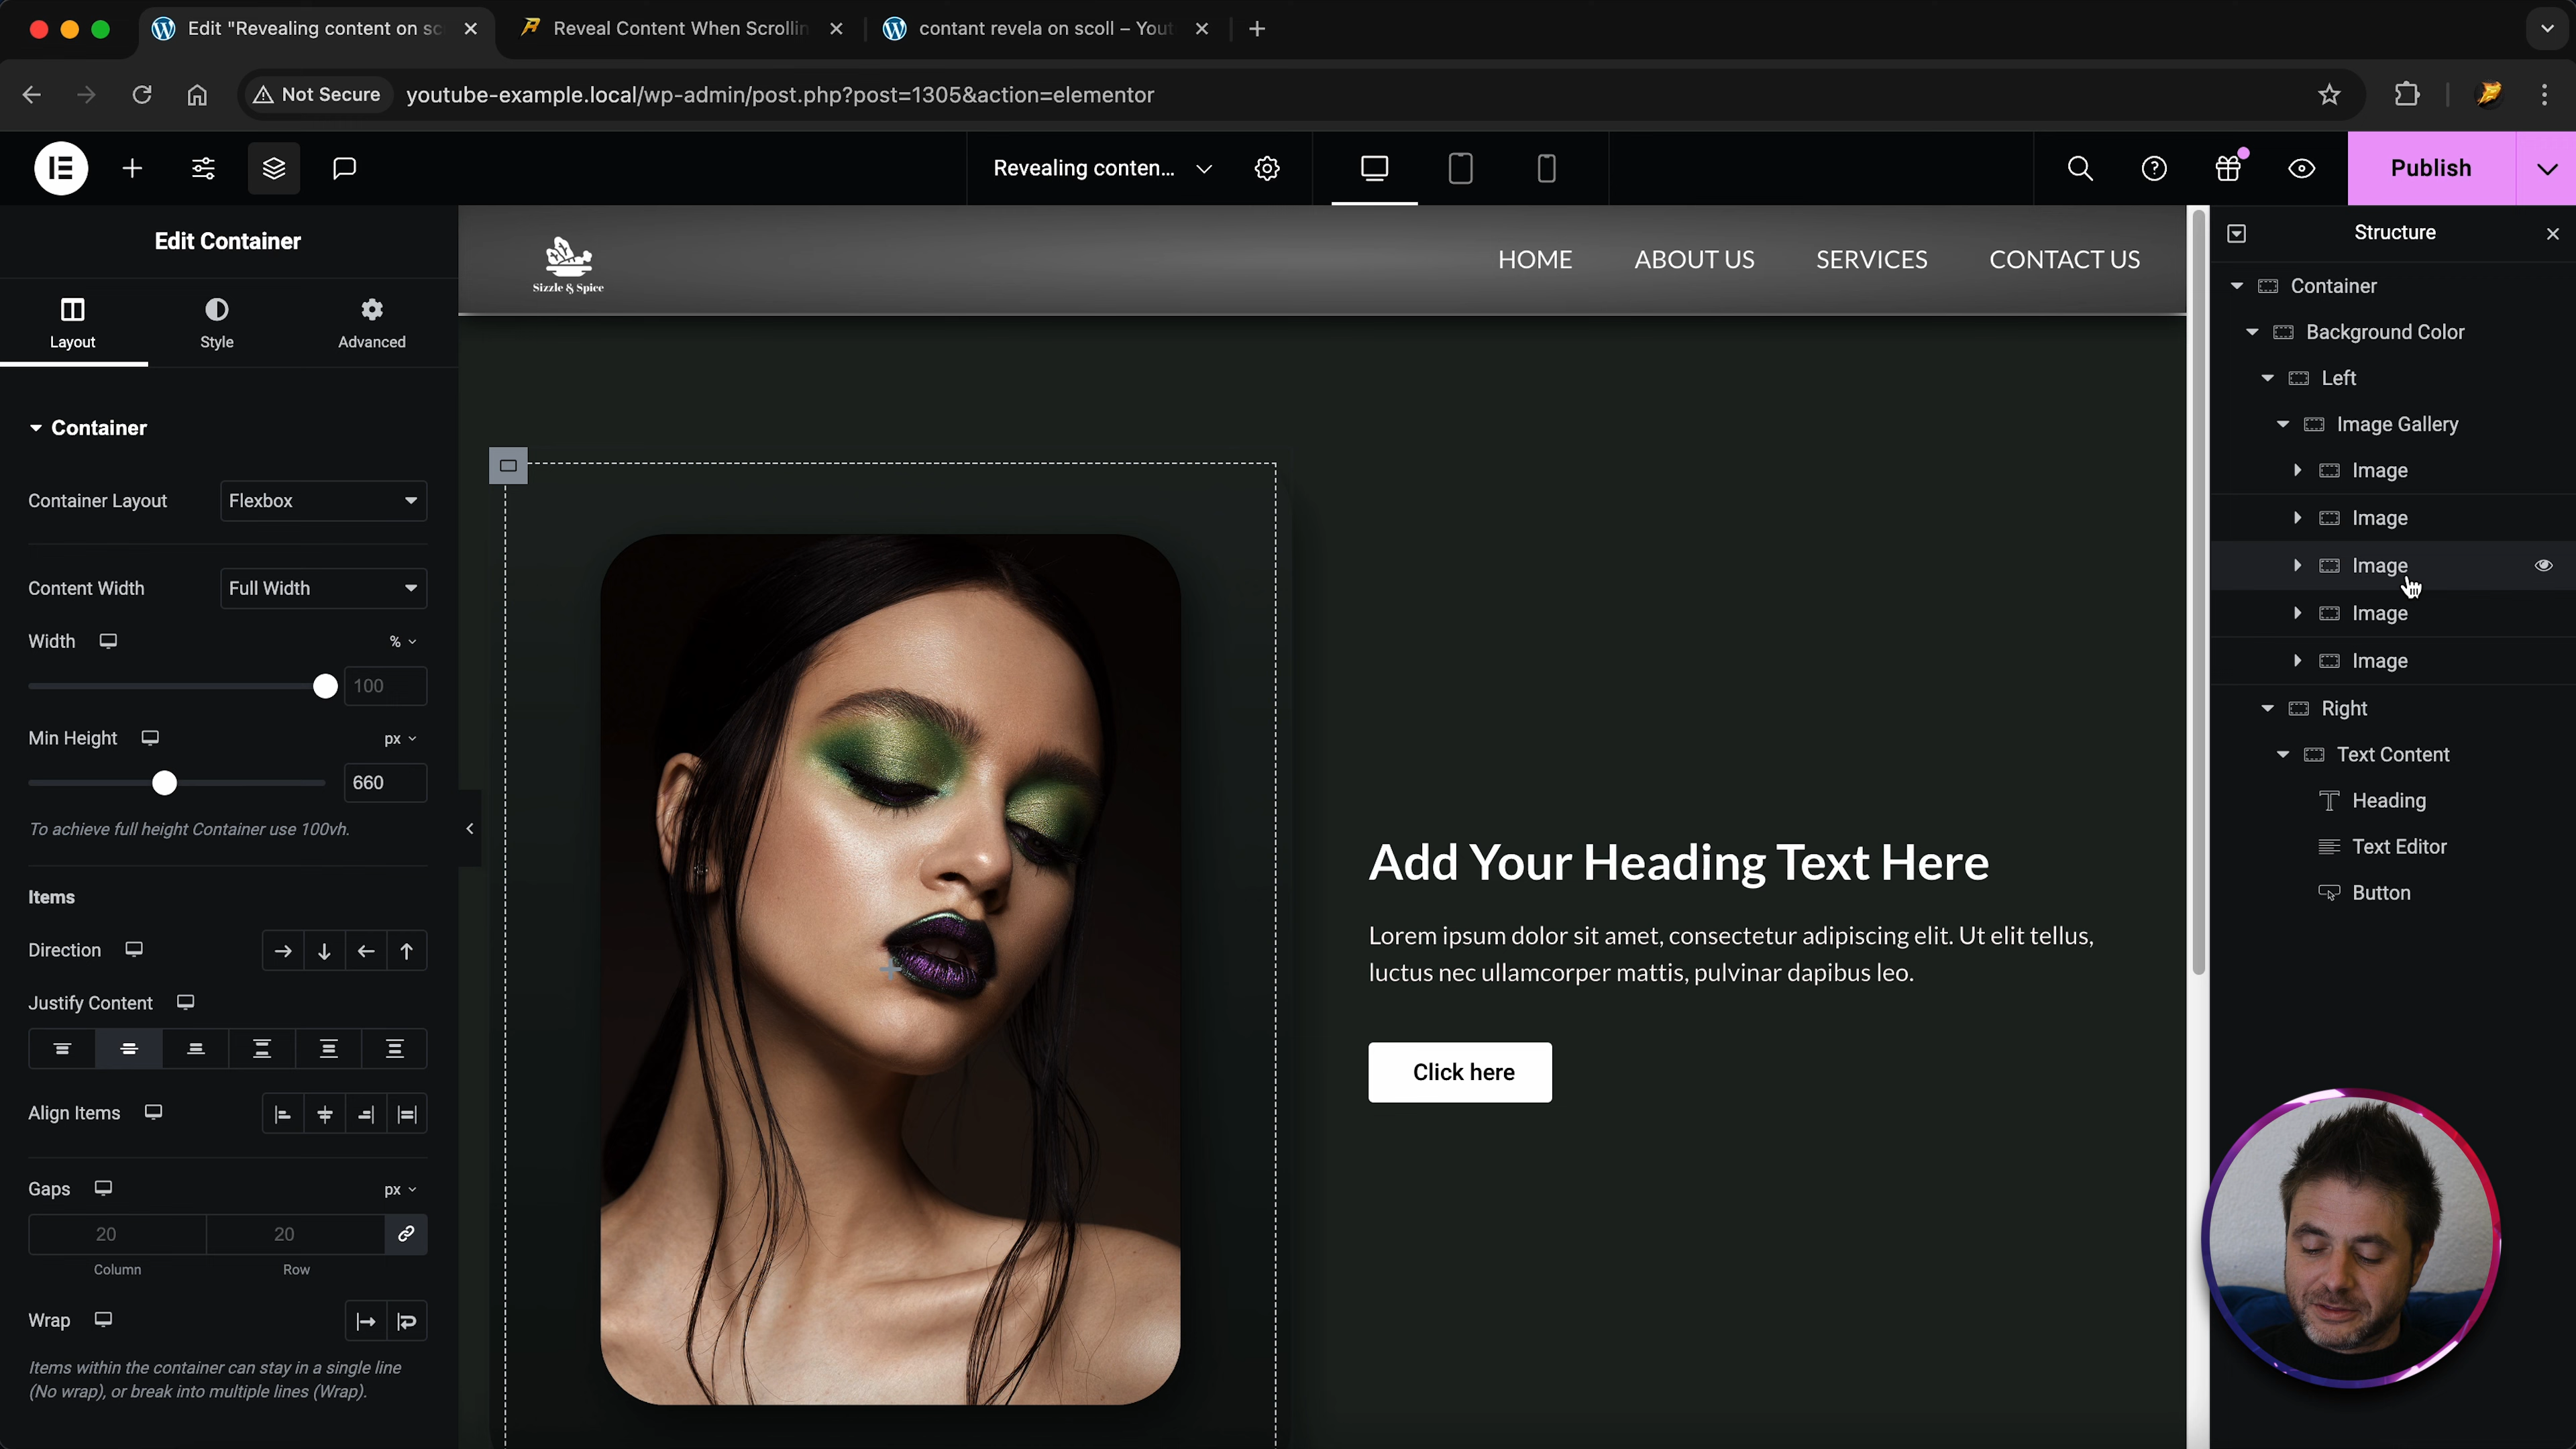 Edit "Revealing content on sc
Reveal Content When Scrollin
contant revela on scoll – Yout
Not Secure
youtube-example.local/wp-admin/post.php?post=1305&action=elementor
Revealing conten...
Publish
Edit Container
Layout
Style
Advanced
Container
Container Layout
Flexbox
Content Width
Full Width
Width
%
100
Min Height
px
660
To achieve full height Container use 100vh.
Items
Direction
Justify Content
Align Items
Gaps
px
20
20
Column
Row
Wrap
Items within the container can stay in a single line
(No wrap), or break into multiple lines (Wrap).
Sizzle & Spice
HOME
ABOUT US
SERVICES
CONTACT US
Add Your Heading Text Here
Lorem ipsum dolor sit amet, consectetur adipiscing elit. Ut elit tellus,
luctus nec ullamcorper mattis, pulvinar dapibus leo.
Click here
Structure
Container
Background Color
Left
Image Gallery
Image
Image
Image
Image
Image
Right
Text Content
Heading
Text Editor
Button